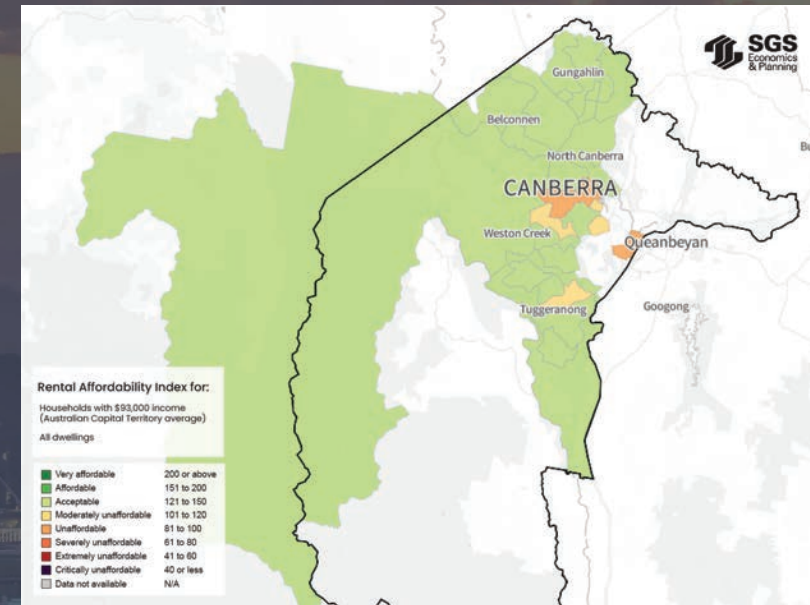 SGS
Economics
& Planning
Gungahlin
Belconnen
North Canberra
CANBERRA
Weston Creek
Queanbeyan
Tuggeranong
Googong
Rental Affordability Index for:
Households with $93,000 income
(Australian Capital Territory average)
All dwellings
Very affordable 200 or above
Affordable 151 to 200
Acceptable 121 to 150
Moderately unaffordable 101 to 120
Unaffordable 81 to 100
Severely unaffordable 61 to 80
Extremely unaffordable 41 to 60
Critically unaffordable 40 or less
Data not available N/A